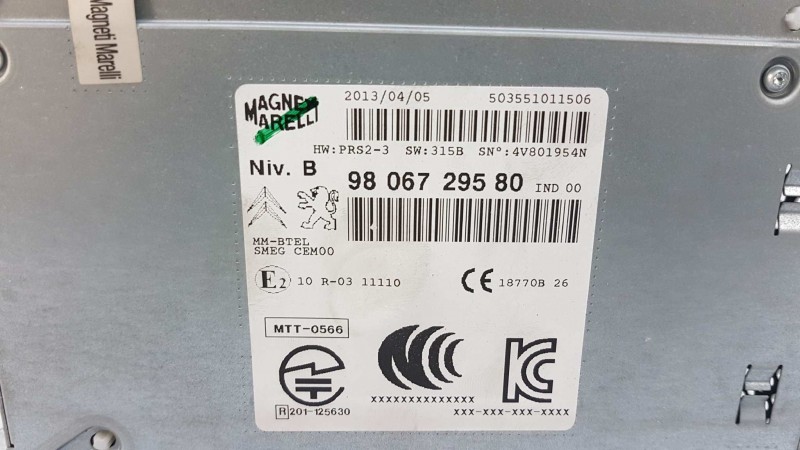 Magneti Marelli
MAGNETI
MARELLI
2013/04/05 503551011506
HW:PRS2-3 SW:315B SN°:4V801954N
Niv. B
98 067 295 80 IND 00
MM-BTEL
SMEG CEM00
E2 10 R-03 11110 CE 18770B 26
MTT-0566
R 201-125630
CCC
xxxxxxxxxxxxxx
KC
xxx-xxx-xxx-xxxx